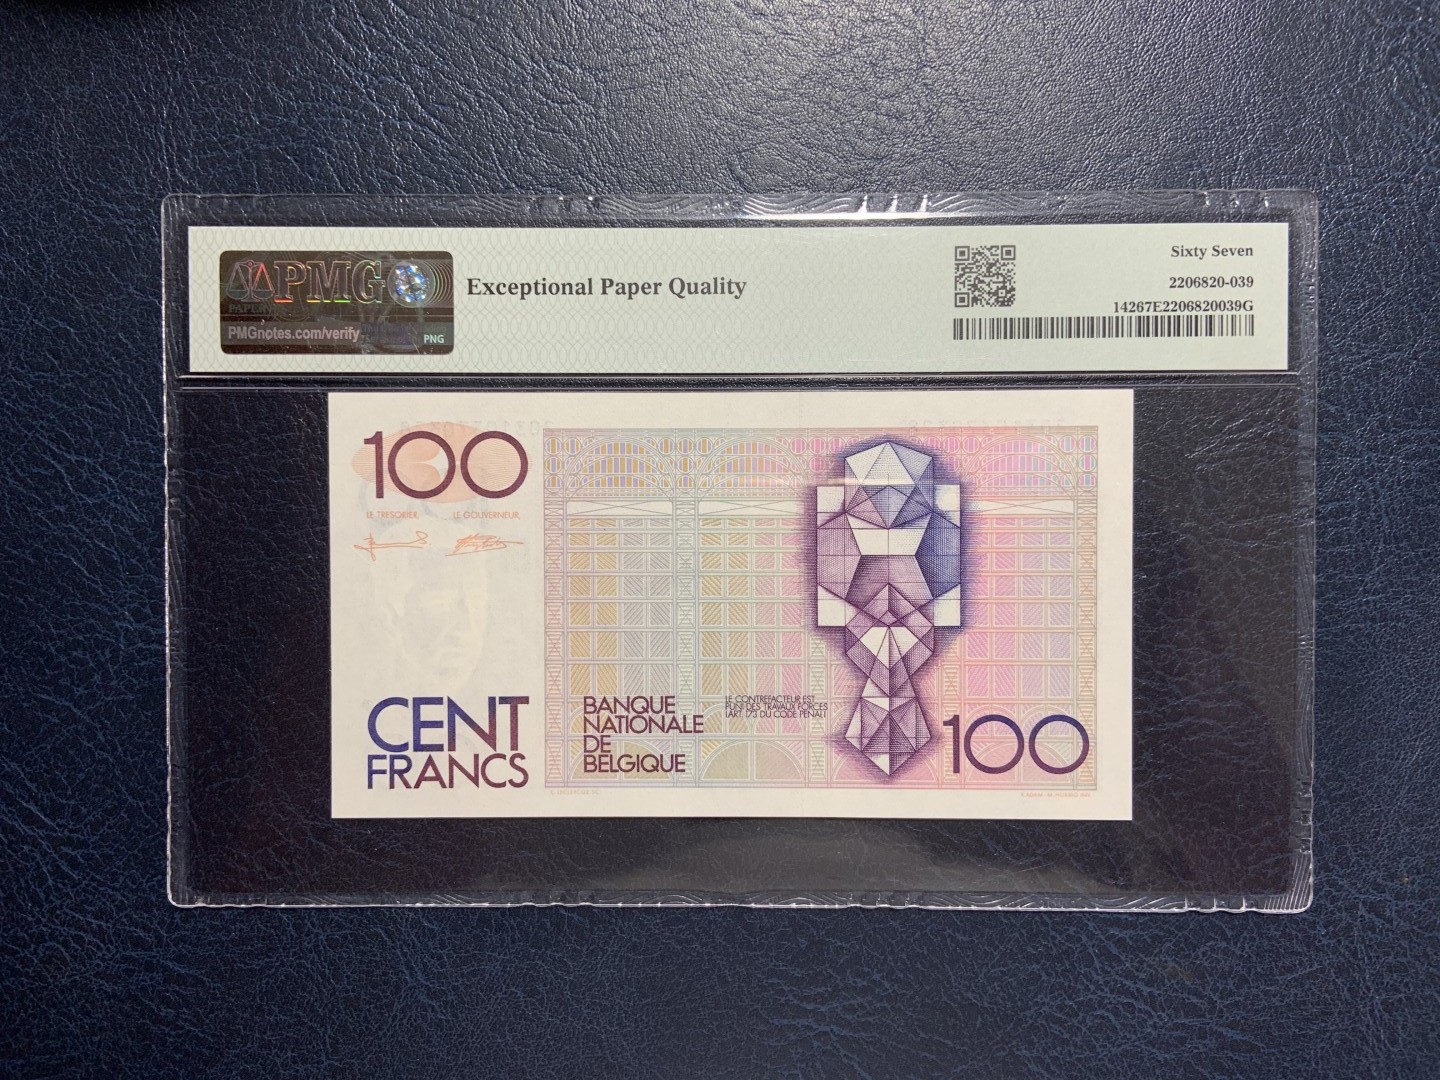 PMG
PMGnotes.com/verify
PNG
Exceptional Paper Quality
Sixty Seven
2206820-039
14267E2206820039G
100
LE TRESORIER, LE GOUVERNEUR,
CENT
FRANCS
BANQUE
NATIONALE
DE
BELGIQUE
LE CONTREFACTEUR EST
PUNI DES TRAVAUX FORCES
(ART. 173 DU CODE PENAL)
100